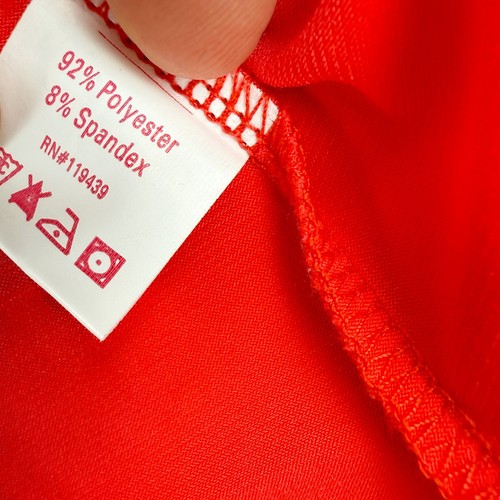 92% Polyester
8% Spandex
RN#119439